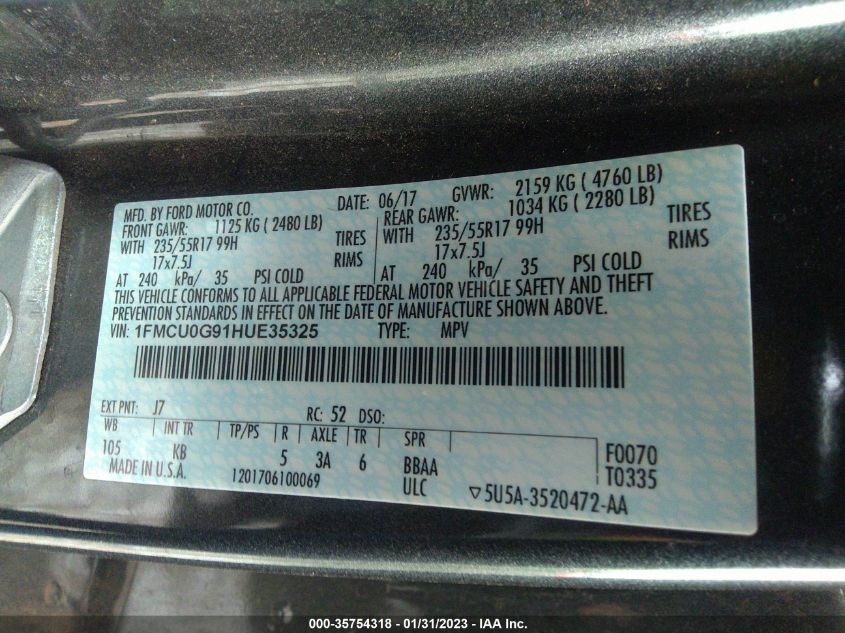 MFD. BY FORD MOTOR CO. DATE: 06/17 GVWR: 2159 KG ( 4760 LB)
FRONT GAWR: 1125 KG ( 2480 LB) REAR GAWR: 1034 KG ( 2280 LB)
WITH 235/55R17 99H TIRES WITH 235/55R17 99H TIRES
17x7.5J RIMS 17x7.5J RIMS
AT 240 kPa/ 35 PSI COLD AT 240 kPa/ 35 PSI COLD
THIS VEHICLE CONFORMS TO ALL APPLICABLE FEDERAL MOTOR VEHICLE SAFETY AND THEFT
PREVENTION STANDARDS IN EFFECT ON THE DATE OF MANUFACTURE SHOWN ABOVE.
VIN: 1FMCU0G91HUE35325 TYPE: MPV
EXT PNT: J7 RC: 52 DSO:
WB INT TR TP/PS R AXLE TR SPR F0070
105 KB 5 3A 6 BBAA T0335
MADE IN U.S.A. 1201706100069 ULC ▽5U5A-3520472-AA
000-35754318 - 01/31/2023 - IAA Inc.